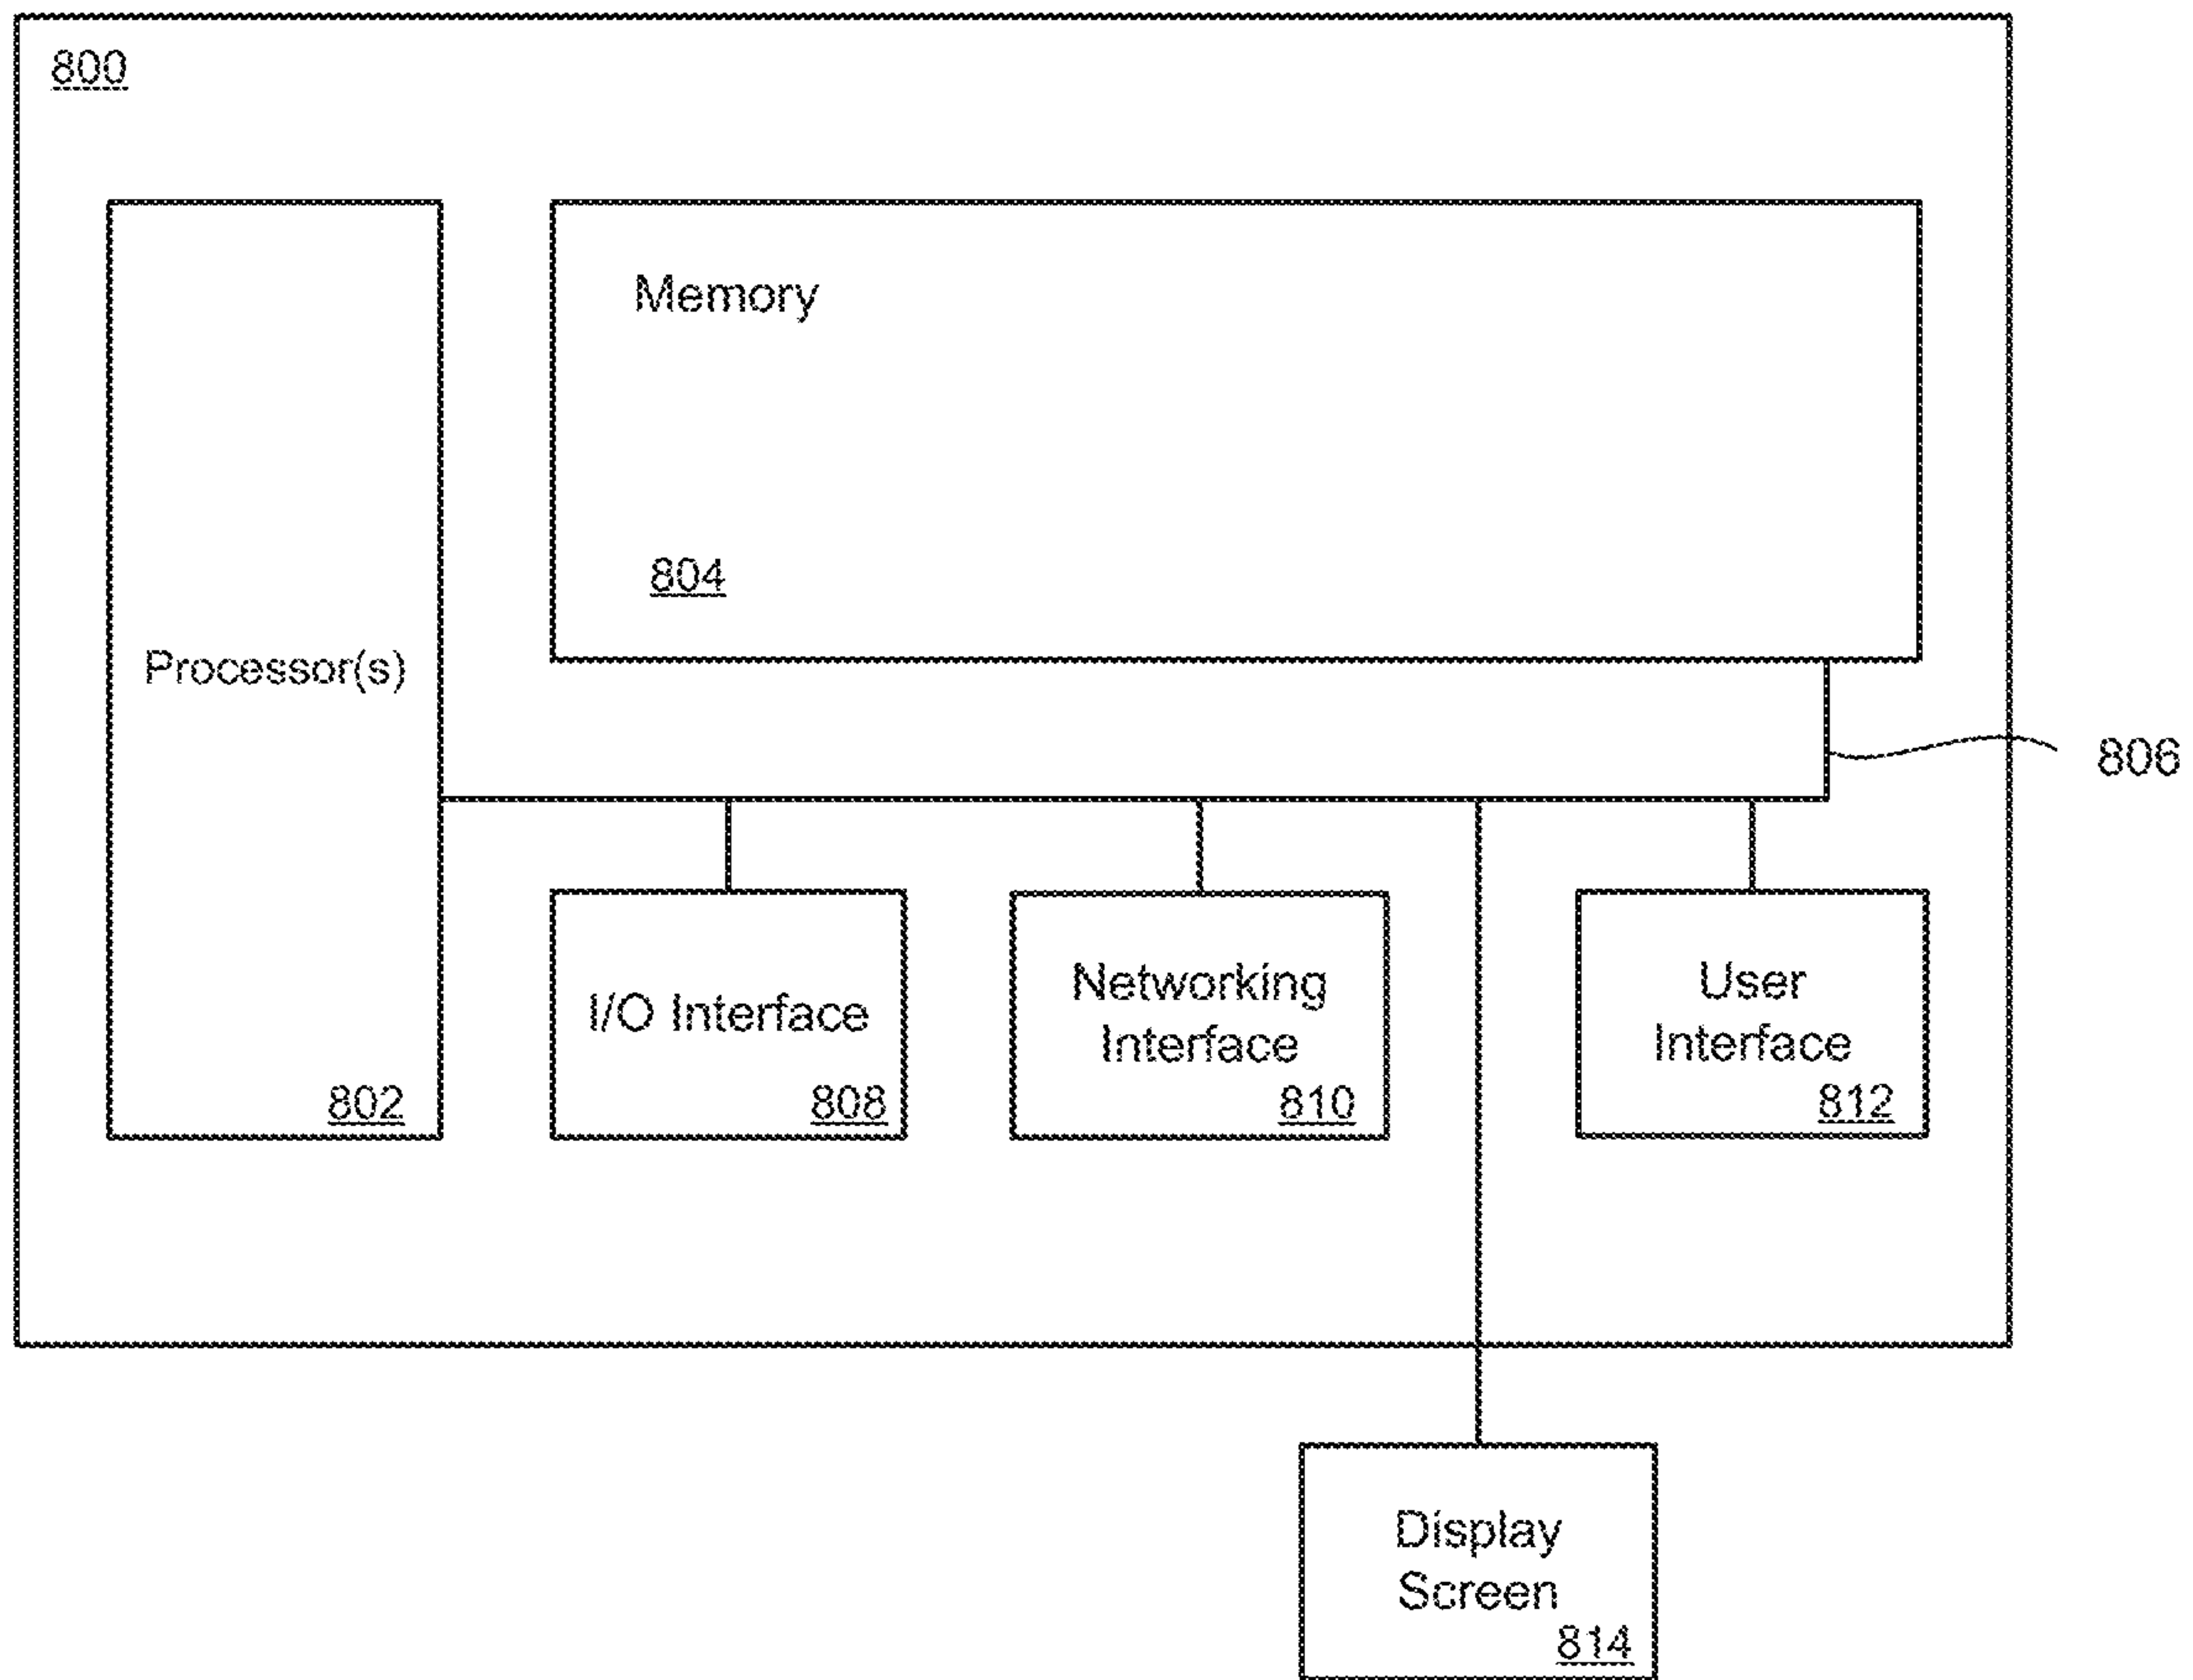 800
Memory
804
Processor(s)
802
806
I/O Interface
808
Networking
Interface
810
User
Interface
812
Display
Screen
814